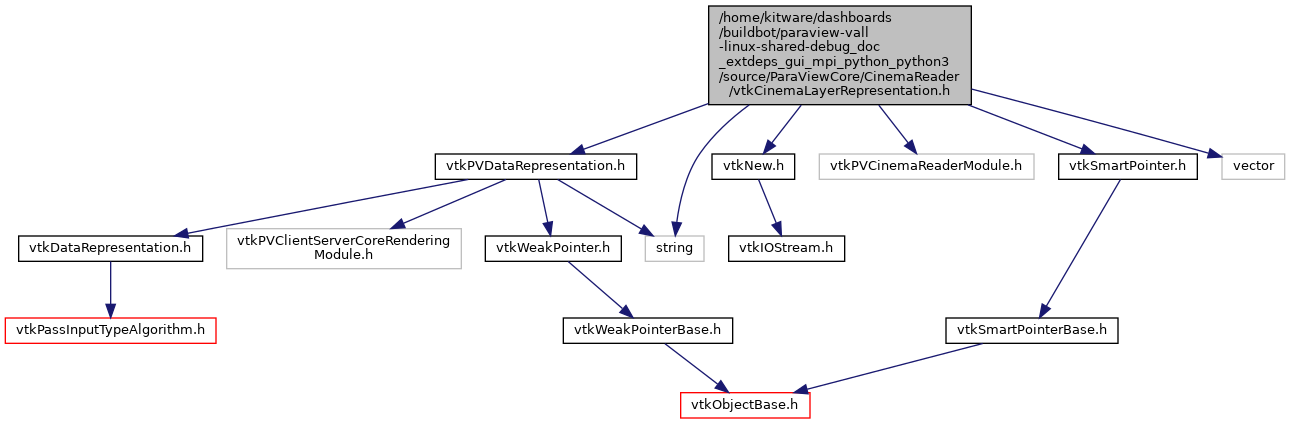 /home/kitware/dashboards
/buildbot/paraview-vall
-linux-shared-debug_doc
_extdeps_gui_mpi_python_python3
/source/ParaViewCore/CinemaReader
/vtkCinemaLayerRepresentation.h
vtkPVDataRepresentation.h
vtkNew.h
vtkPVCinemaReaderModule.h
vtkSmartPointer.h
vector
vtkDataRepresentation.h
vtkPVClientServerCoreRendering
Module.h
vtkWeakPointer.h
string
vtkIOStream.h
vtkPassInputTypeAlgorithm.h
vtkWeakPointerBase.h
vtkSmartPointerBase.h
vtkObjectBase.h